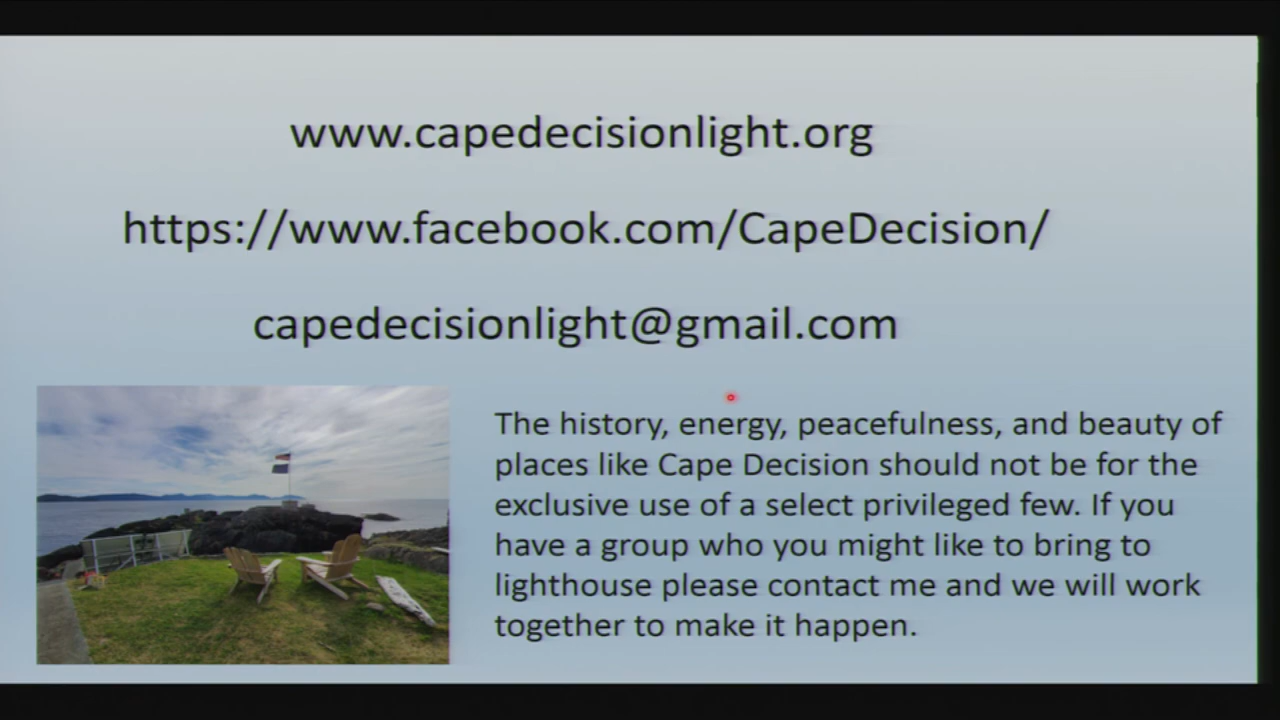 www.capedecisionlight.org
https://www.facebook.com/CapeDecision/
capedecisionlight@gmail.com
The history, energy, peacefulness, and beauty of
places like Cape Decision should not be for the
exclusive use of a select privileged few. If you
have a group who you might like to bring to
lighthouse please contact me and we will work
together to make it happen.